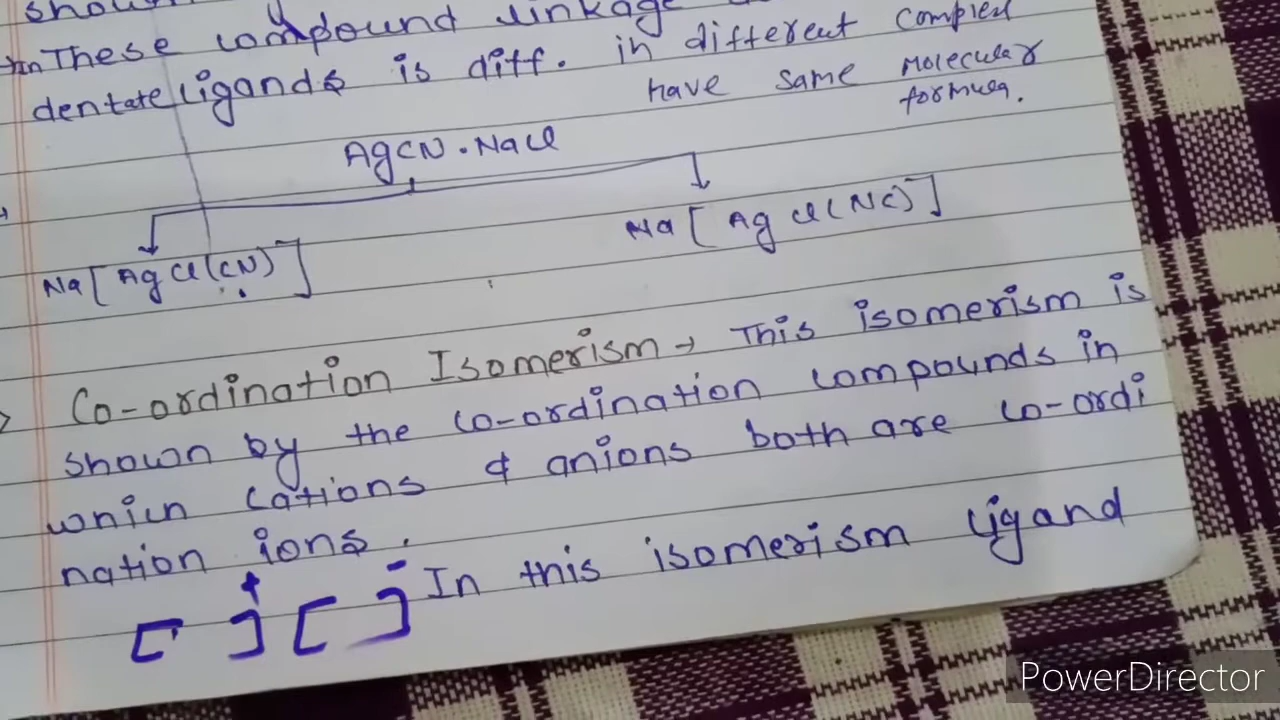 shown
These compound linkage
dentate ligands is diff. in different complex
have same molecular
formula.
AgCN.NaCl
Na[AgCl(CN)]
Na[AgCl(NC)]
Co-ordination Isomerism → This isomerism is
shown by the co-ordination compounds in
which cations & anions both are co-ordi
nation ions.
[ ]+ [ ]- In this isomerism ligand
PowerDirector